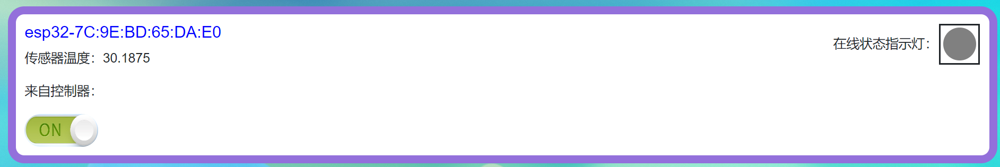 esp32-7C:9E:BD:65:DA:E0
在线状态指示灯：
传感器温度：30.1875
来自控制器：
ON